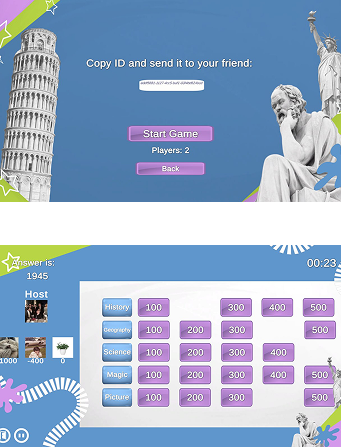 Copy ID and send it to your friend:
Start Game
Players: 2
Back
Answer is:
1945
00:23
Host
1000 -400 0
History 100 300 400 500
Geography 100 200 300 500
Science 100 200 300 400
Magic 100 200 300 400 500
Picture 100 200 300 500